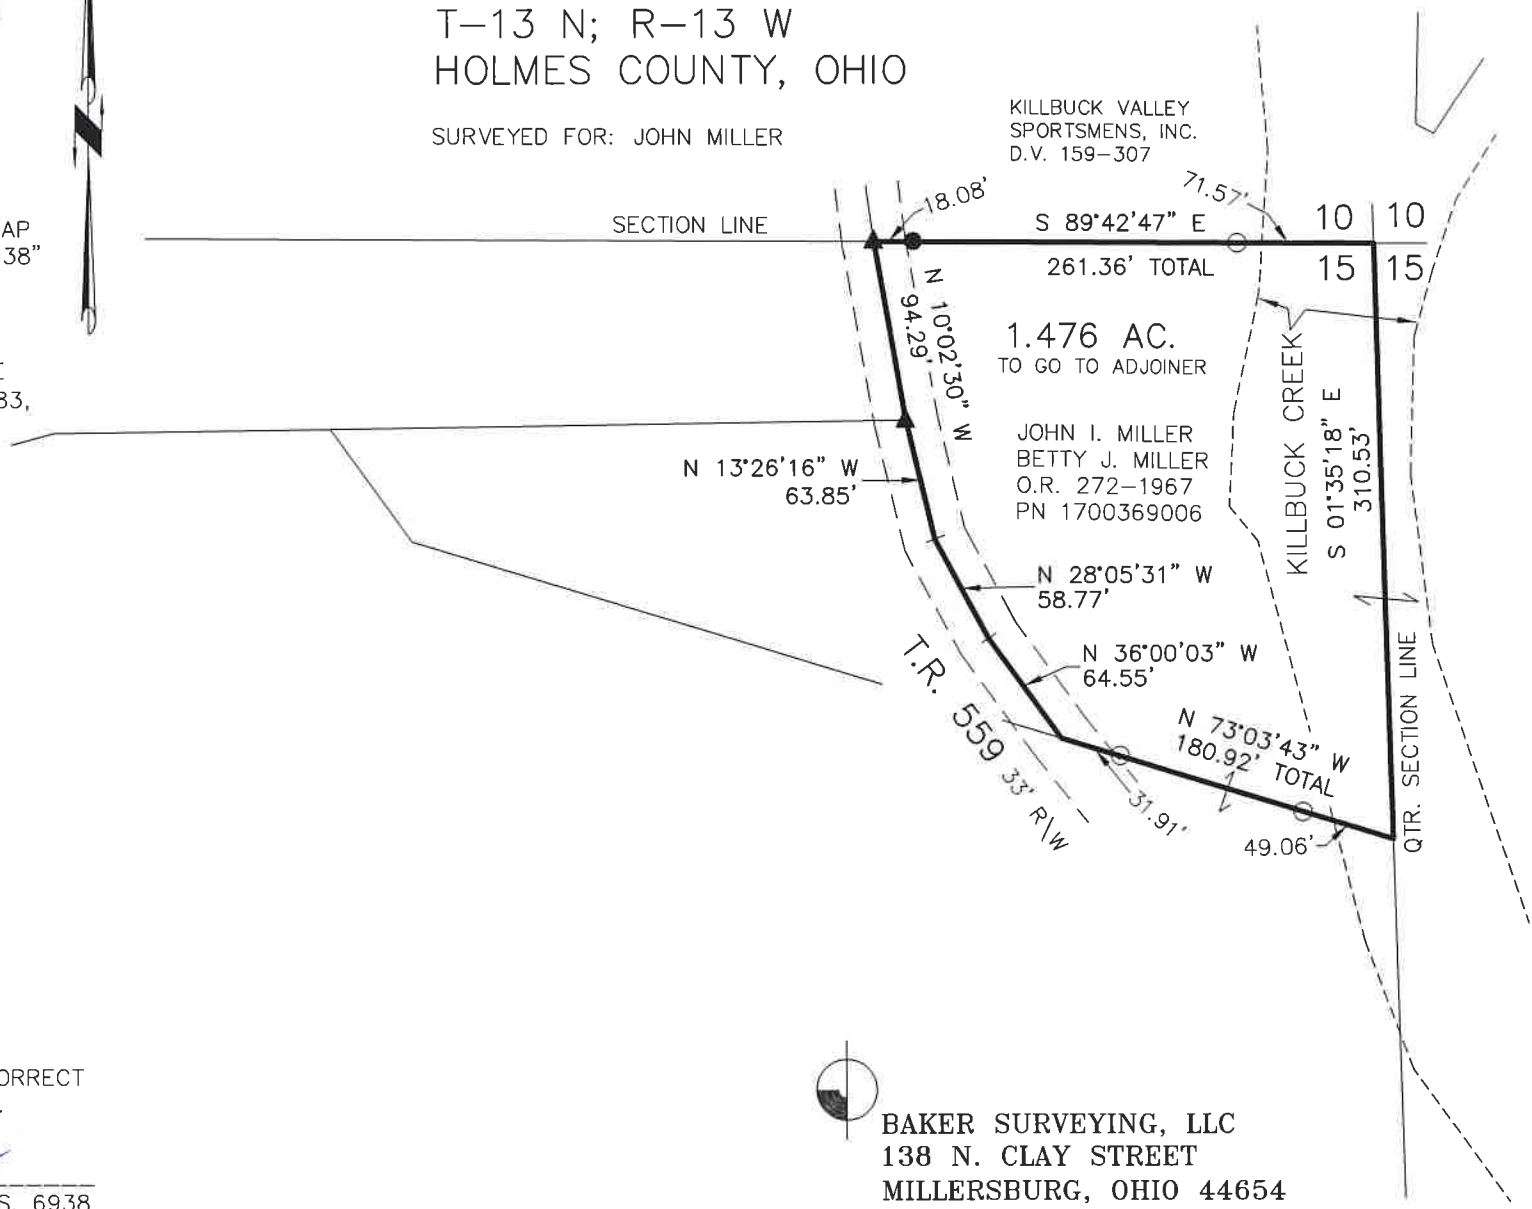 T-13 N; R-13 W
HOLMES COUNTY, OHIO
SURVEYED FOR: JOHN MILLER
KILLBUCK VALLEY
SPORTSMENS, INC.
D.V. 159-307
18.08'
71.57'
SECTION LINE
S 89°42'47" E
261.36' TOTAL
10 10
15 15
AP
38"
83,
N 10°02'30" W
94.29'
1.476 AC.
TO GO TO ADJOINER
JOHN I. MILLER
BETTY J. MILLER
O.R. 272-1967
PN 1700369006
KILLBUCK CREEK
S 01°35'18" E
310.53'
N 13°26'16" W
63.85'
N 28°05'31" W
58.77'
N 36°00'03" W
64.55'
T.R. 559 33' R\W
N 73°03'43" W
180.92' TOTAL
31.91'
49.06'
QTR. SECTION LINE
ORRECT
S. 6938
BAKER SURVEYING, LLC
138 N. CLAY STREET
MILLERSBURG, OHIO 44654